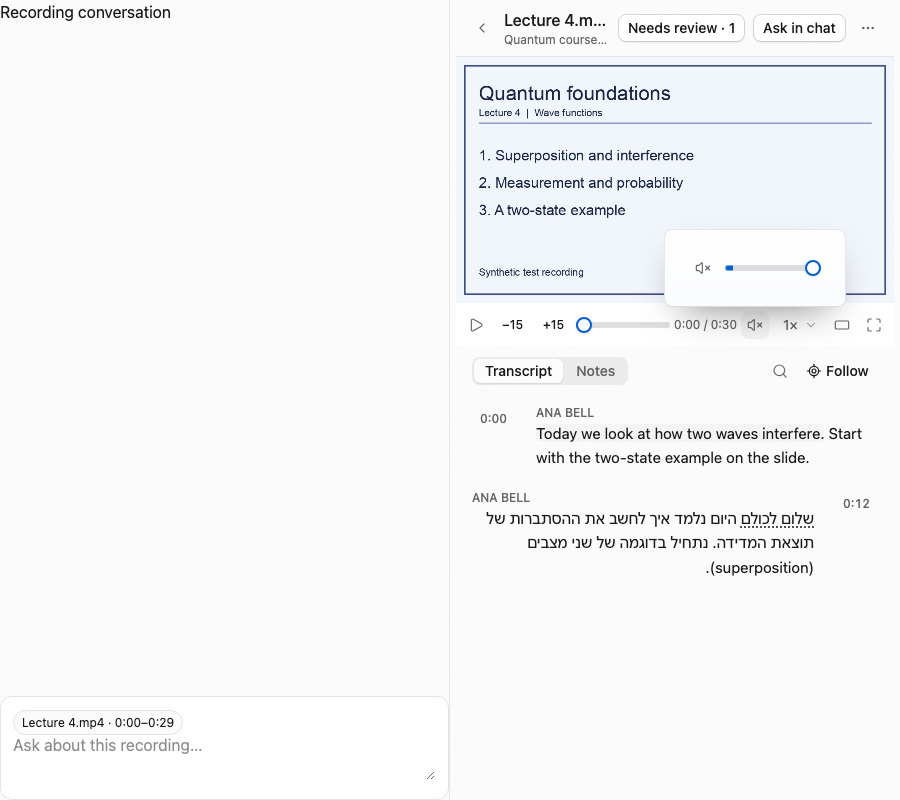 Recording conversation
Lecture 4.m...
Quantum course...
Needs review · 1
Ask in chat
Quantum foundations
Lecture 4 | Wave functions
1. Superposition and interference
2. Measurement and probability
3. A two-state example
Synthetic test recording
−15 +15 0:00 / 0:30 1×
Transcript Notes Follow
0:00
ANA BELL
Today we look at how two waves interfere. Start
with the two-state example on the slide.
ANA BELL
0:12
שלום לכולם היום נלמד איך לחשב את ההסתברות של
תוצאת המדידה. נתחיל בדוגמה של שני מצבים
(superposition).
Lecture 4.mp4 · 0:00–0:29
Ask about this recording...